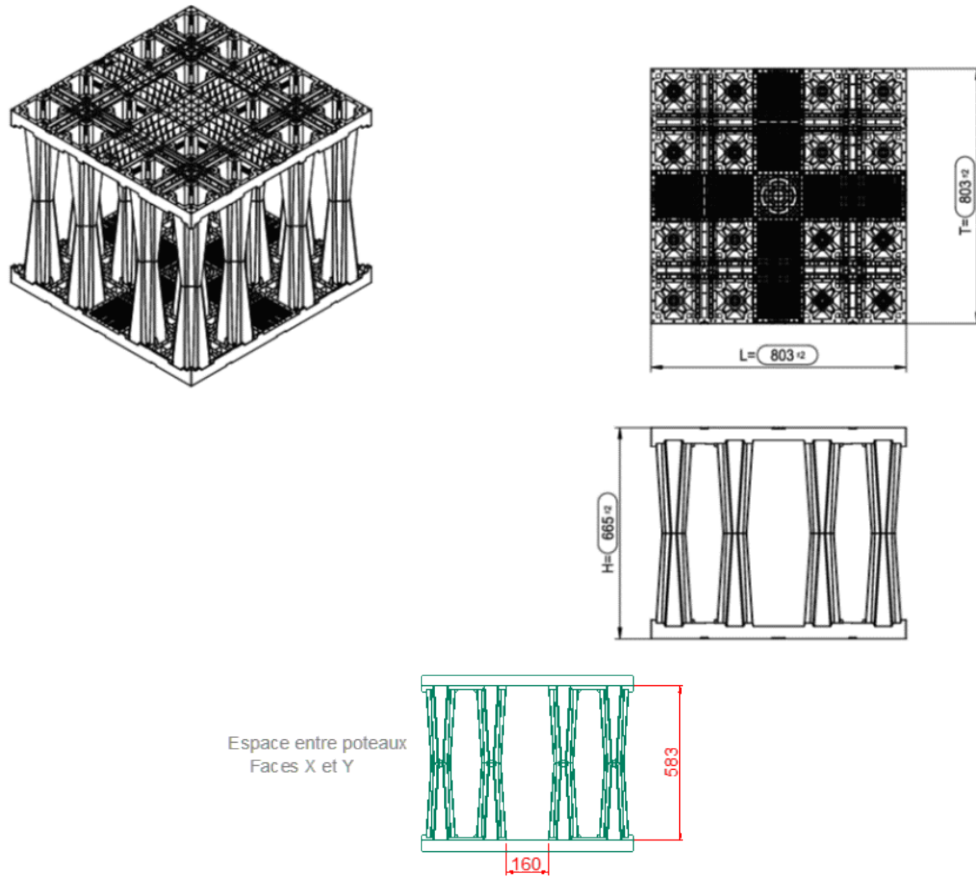 T= 803 ±2
L= 803 ±2
H= 665 ±2
Espace entre poteaux
Faces X et Y
583
160